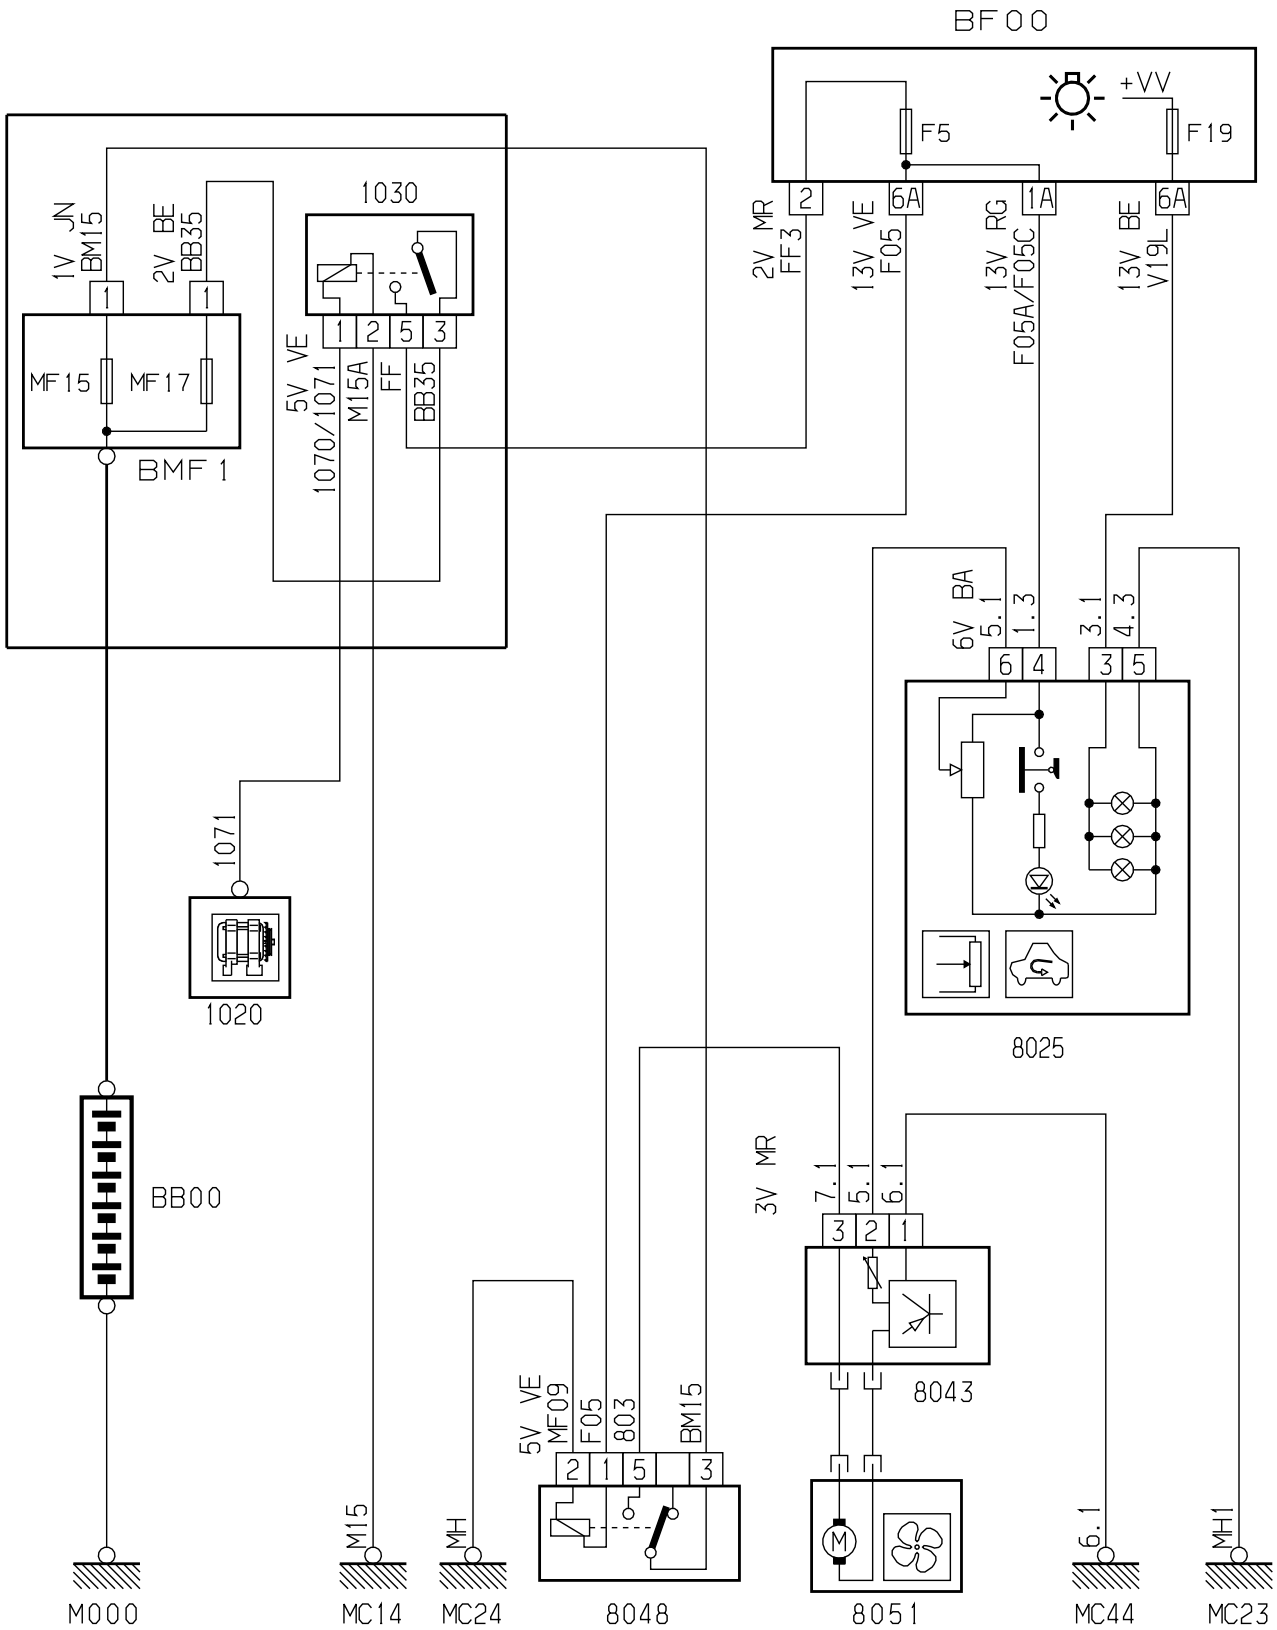 BF00
+VV
F5
F19
2
6A
1A
6A
2V MR
FF3
13V VE
F05
13V RG
F05A/F05C
13V BE
V19L
1V JN
BM15
2V BE
BB35
1030
1
1
1
2
5
3
MF15
MF17
BMF1
5V VE
1070/1071
M15A
FF
BB35
6V BA
5.1
1.3
3.1
4.3
6
4
3
5
1071
1020
8025
BB00
3V MR
7.1
5.1
6.1
3
2
1
8043
5V VE
MF09
F05
803
BM15
2
1
5
3
M
M15
MH
6.1
MH1
M000
MC14
MC24
8048
8051
MC44
MC23